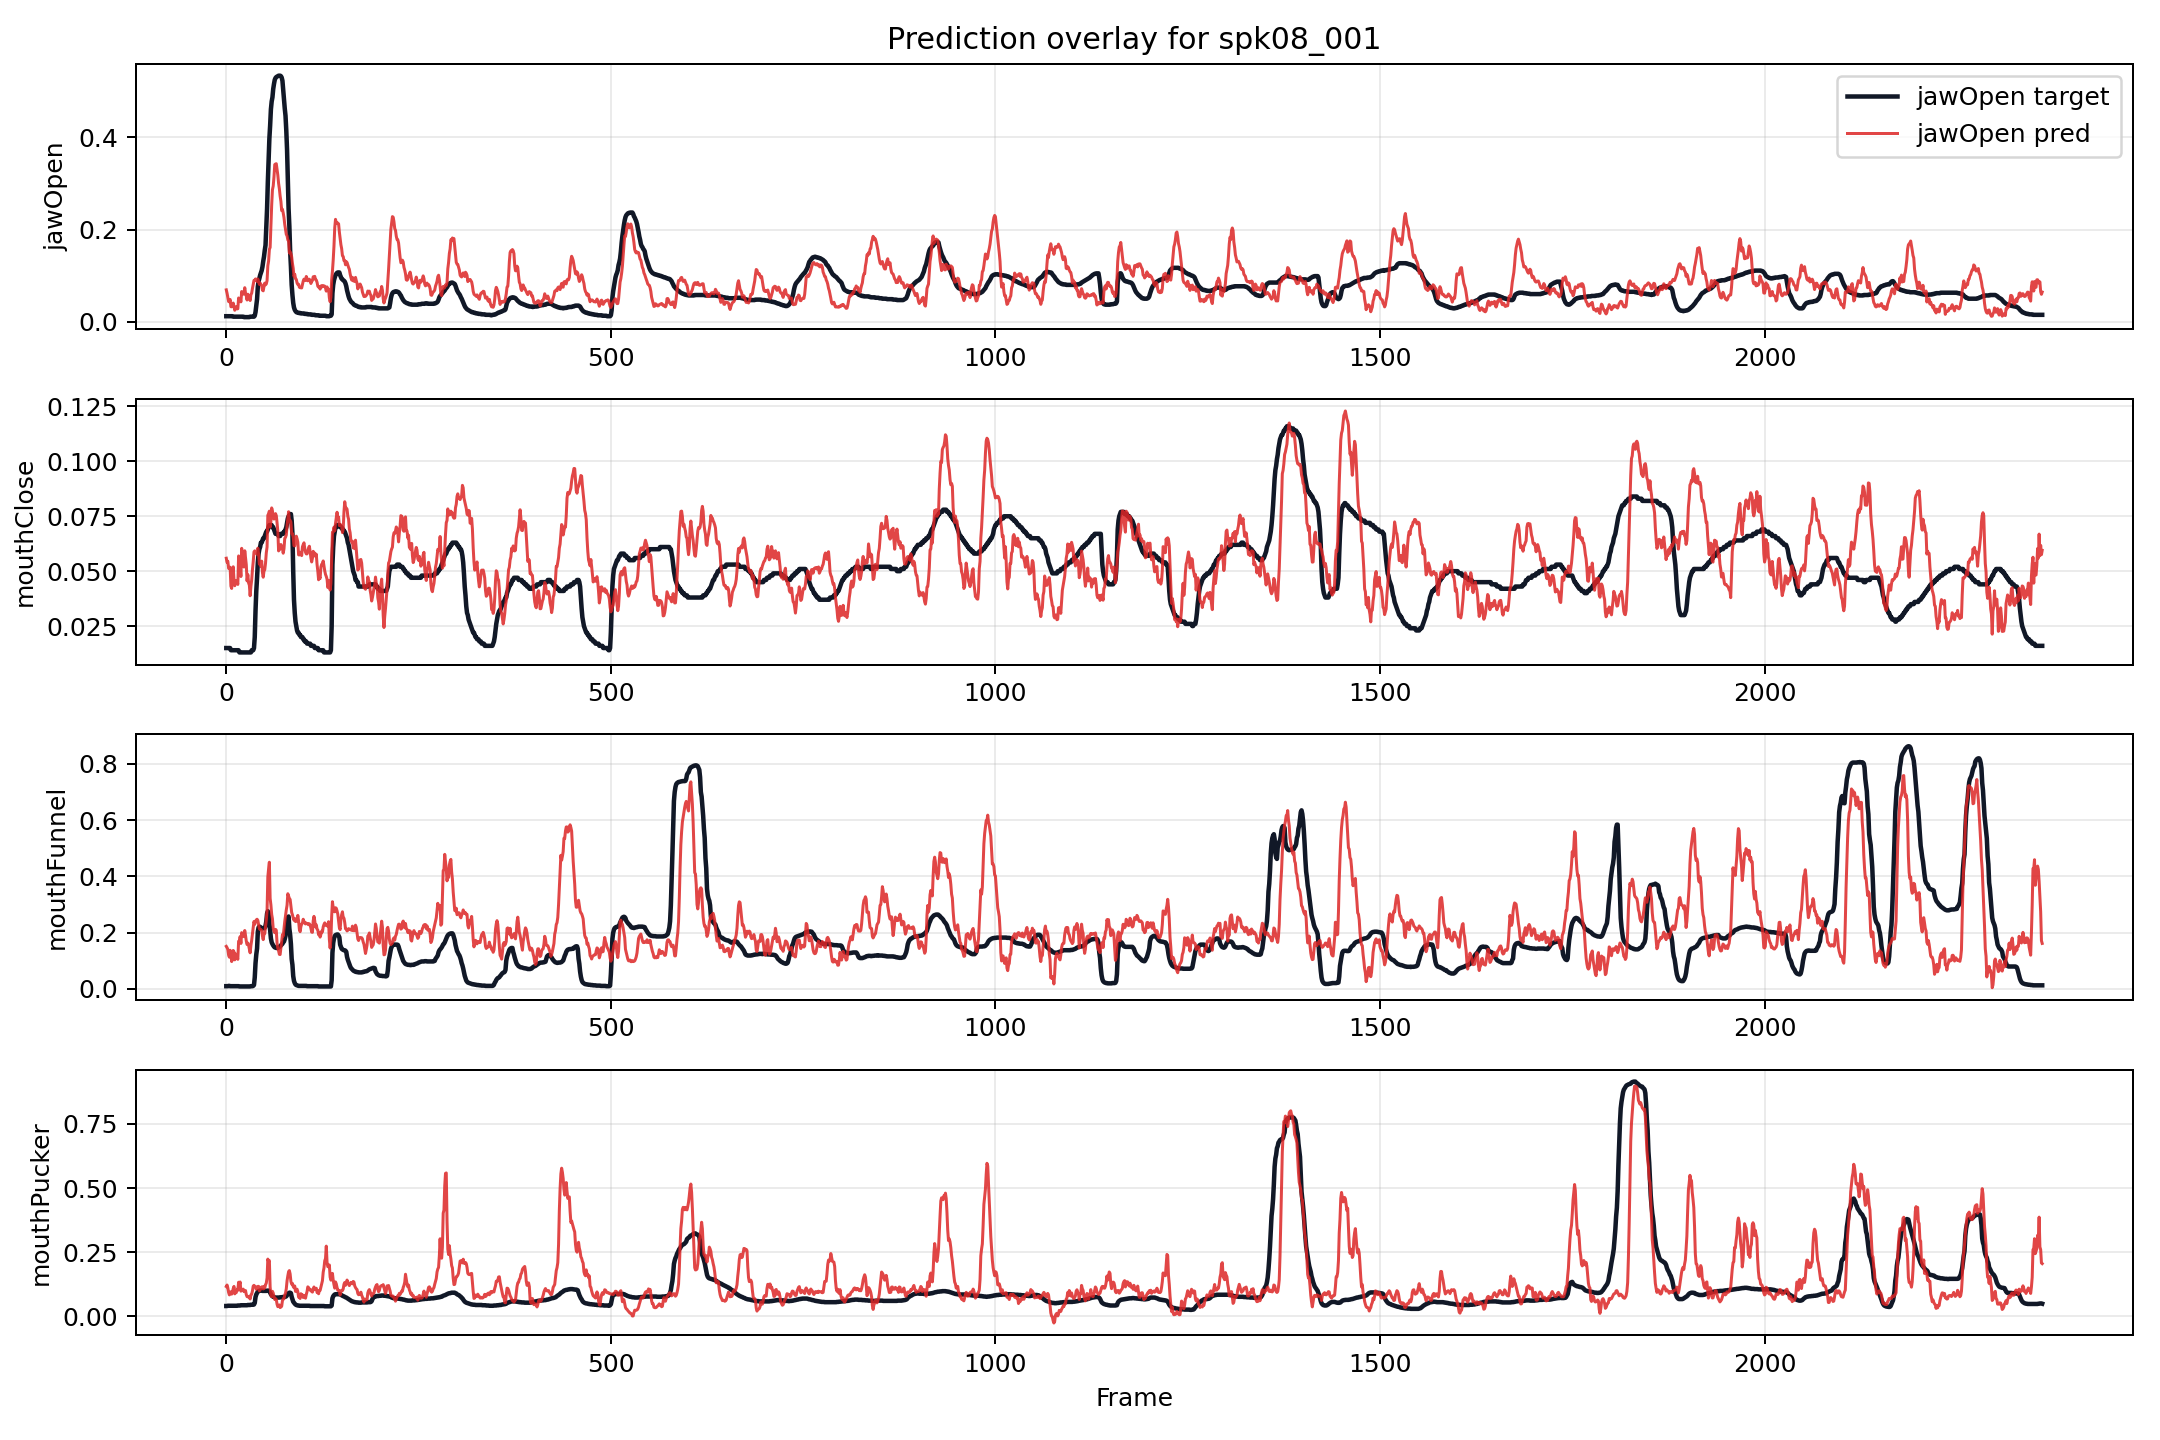 Prediction overlay for spk08_001
jawOpen
0.4
0.2
0.0
jawOpen target
jawOpen pred
0 500 1000 1500 2000
mouthClose
0.125
0.100
0.075
0.050
0.025
0 500 1000 1500 2000
mouthFunnel
0.8
0.6
0.4
0.2
0.0
0 500 1000 1500 2000
mouthPucker
0.75
0.50
0.25
0.00
0 500 1000 1500 2000
Frame